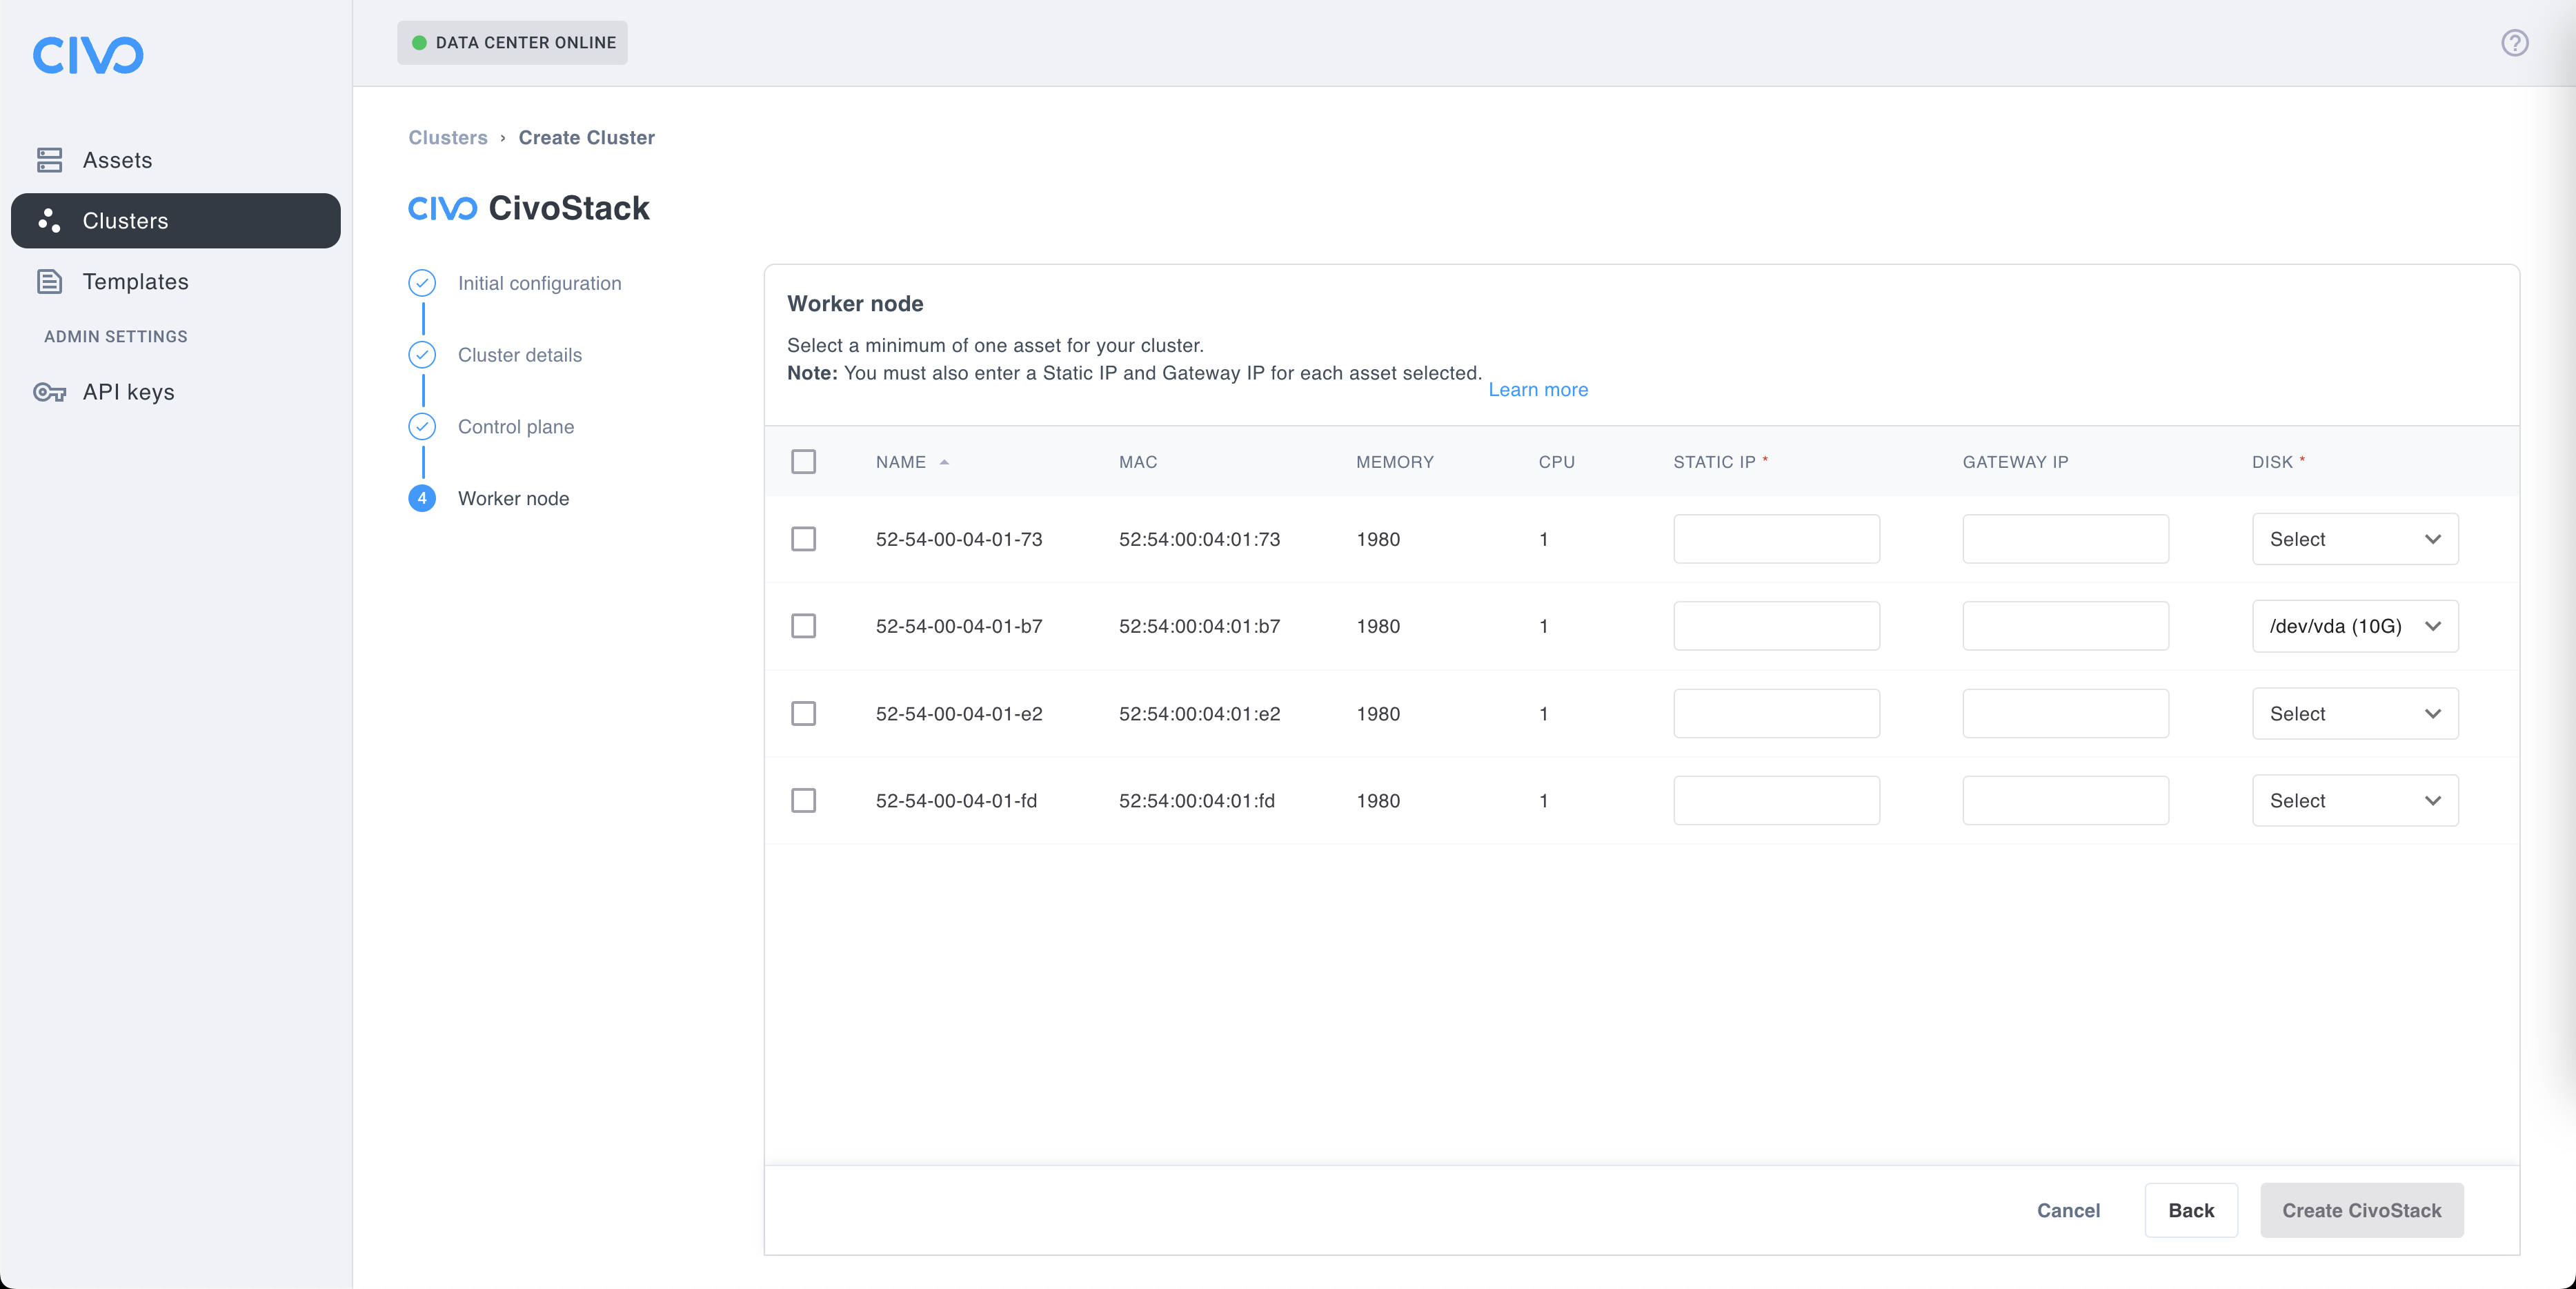 CIVO
DATA CENTER ONLINE
Assets
Clusters
Templates
ADMIN SETTINGS
API keys
Clusters › Create Cluster
CIVO CivoStack
Initial configuration
Cluster details
Control plane
4 Worker node
Worker node
Select a minimum of one asset for your cluster.
Note: You must also enter a Static IP and Gateway IP for each asset selected.
Learn more
NAME MAC MEMORY CPU STATIC IP * GATEWAY IP DISK *
52-54-00-04-01-73 52:54:00:04:01:73 1980 1 Select
52-54-00-04-01-b7 52:54:00:04:01:b7 1980 1 /dev/vda (10G)
52-54-00-04-01-e2 52:54:00:04:01:e2 1980 1 Select
52-54-00-04-01-fd 52:54:00:04:01:fd 1980 1 Select
Cancel Back Create CivoStack